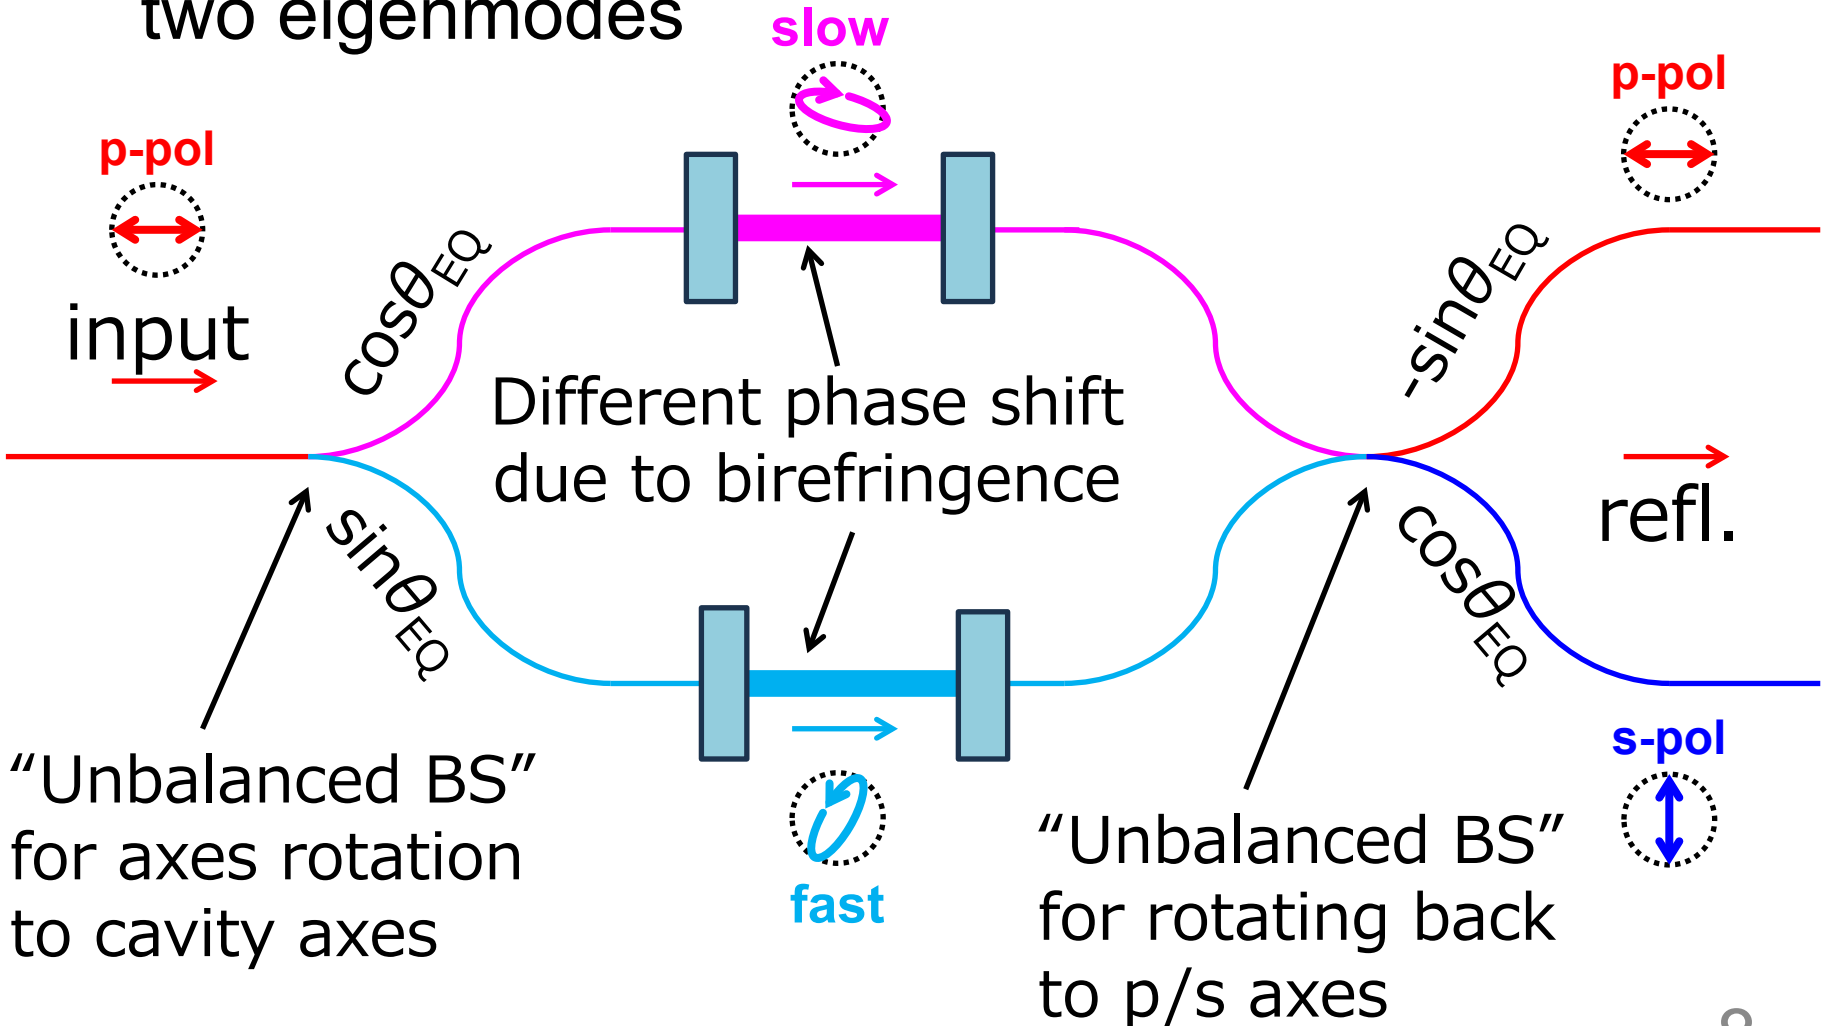 two eigenmodes
slow
p-pol
p-pol
cosθEQ
-sinθEQ
input
Different phase shift
due to birefringence
sinθEQ
cosθEQ
refl.
s-pol
"Unbalanced BS"
for axes rotation
to cavity axes
fast
"Unbalanced BS"
for rotating back
to p/s axes